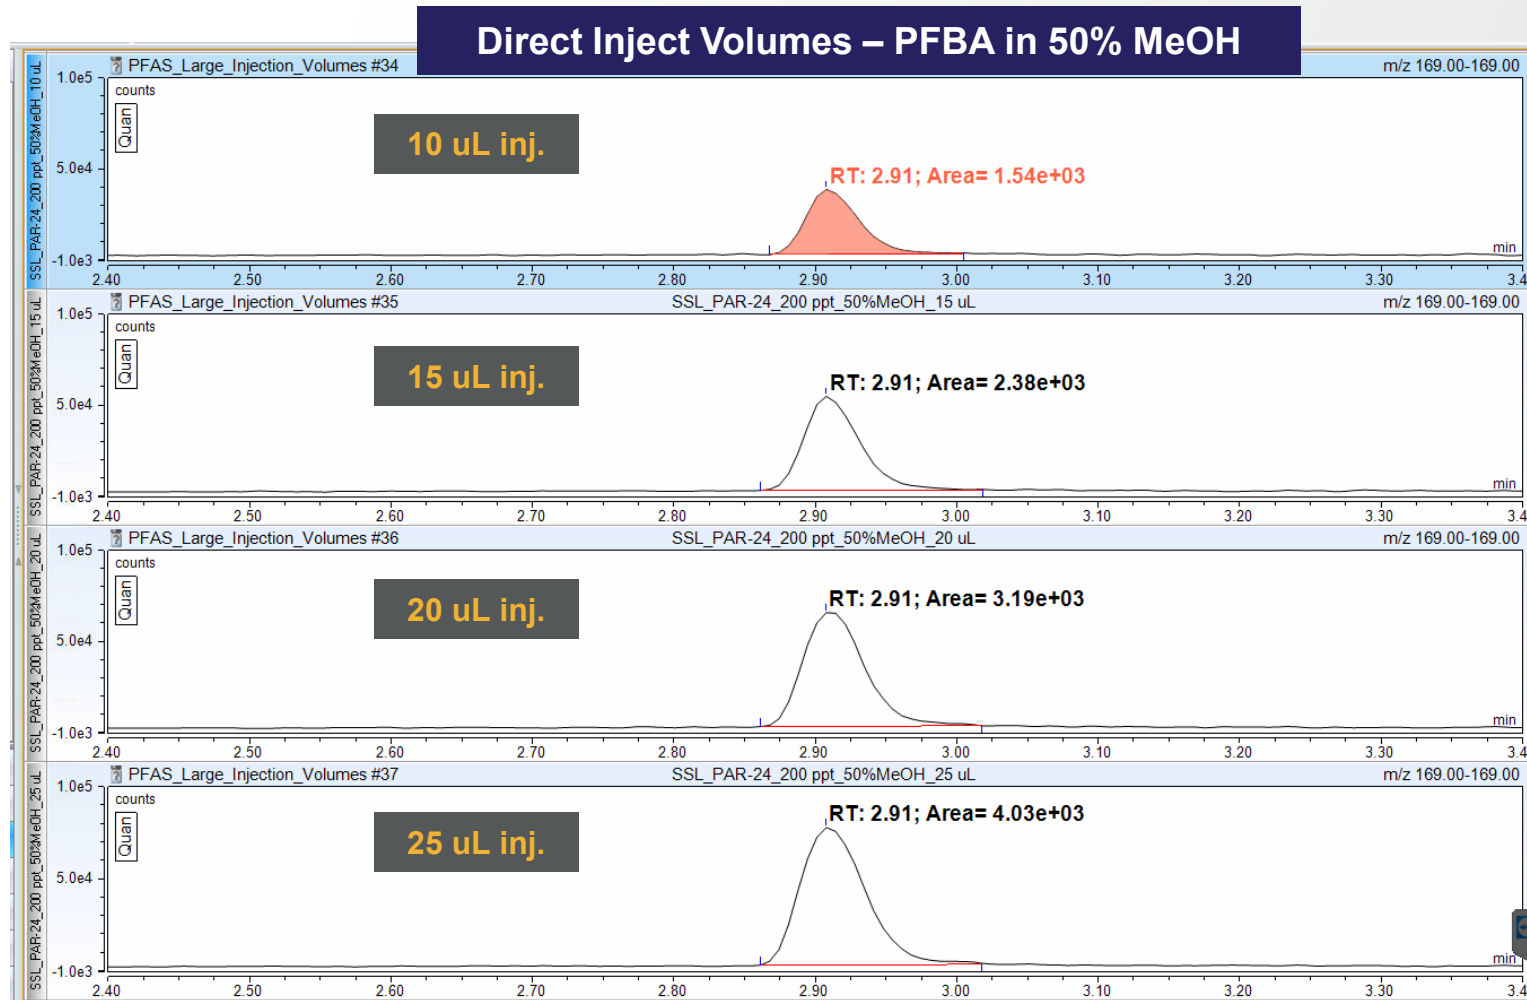 Direct Inject Volumes – PFBA in 50% MeOH
PFAS_Large_Injection_Volumes #34
m/z 169.00-169.00
SSL_PAR-24_200 ppt_50%MeOH_10 uL
1.0e5
counts
Quan
10 uL inj.
5.0e4
RT: 2.91; Area= 1.54e+03
-1.0e3
min
2.40 2.50 2.60 2.70 2.80 2.90 3.00 3.10 3.20 3.30 3.4
PFAS_Large_Injection_Volumes #35
SSL_PAR-24_200 ppt_50%MeOH_15 uL
m/z 169.00-169.00
SSL_PAR-24_200 ppt_50%MeOH_15 uL
1.0e5
counts
Quan
15 uL inj.
5.0e4
RT: 2.91; Area= 2.38e+03
-1.0e3
min
2.40 2.50 2.60 2.70 2.80 2.90 3.00 3.10 3.20 3.30 3.4
PFAS_Large_Injection_Volumes #36
SSL_PAR-24_200 ppt_50%MeOH_20 uL
m/z 169.00-169.00
SSL_PAR-24_200 ppt_50%MeOH_20 uL
1.0e5
counts
Quan
20 uL inj.
5.0e4
RT: 2.91; Area= 3.19e+03
-1.0e3
min
2.40 2.50 2.60 2.70 2.80 2.90 3.00 3.10 3.20 3.30 3.4
PFAS_Large_Injection_Volumes #37
SSL_PAR-24_200 ppt_50%MeOH_25 uL
m/z 169.00-169.00
SSL_PAR-24_200 ppt_50%MeOH_25 uL
1.0e5
counts
Quan
25 uL inj.
5.0e4
RT: 2.91; Area= 4.03e+03
-1.0e3
min
2.40 2.50 2.60 2.70 2.80 2.90 3.00 3.10 3.20 3.30 3.4